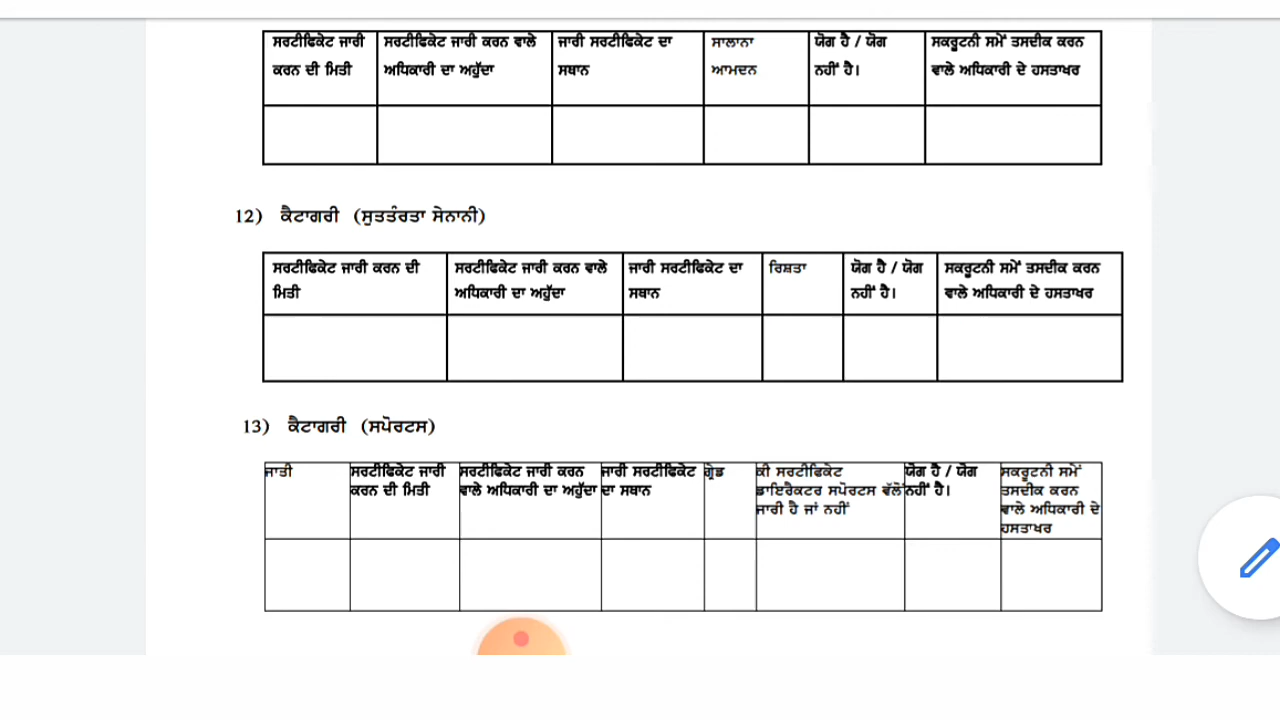 ਸਰਟੀਫਿਕੇਟ ਜਾਰੀ ਕਰਨ ਦੀ ਮਿਤੀ
ਸਰਟੀਫਿਕੇਟ ਜਾਰੀ ਕਰਨ ਵਾਲੇ ਅਧਿਕਾਰੀ ਦਾ ਅਹੁੱਦਾ
ਜਾਰੀ ਸਰਟੀਫਿਕੇਟ ਦਾ ਸਥਾਨ
ਸਾਲਾਨਾ ਆਮਦਨ
ਯੋਗ ਹੈ / ਯੋਗ ਨਹੀਂ ਹੈ।
ਸਕਰੂਟਨੀ ਸਮੇਂ ਤਸਦੀਕ ਕਰਨ ਵਾਲੇ ਅਧਿਕਾਰੀ ਦੇ ਹਸਤਾਖਰ
12) ਕੈਟਾਗਰੀ (ਸੁਤਤੰਰਤਾ ਸੇਨਾਨੀ)
ਸਰਟੀਫਿਕੇਟ ਜਾਰੀ ਕਰਨ ਦੀ ਮਿਤੀ
ਸਰਟੀਫਿਕੇਟ ਜਾਰੀ ਕਰਨ ਵਾਲੇ ਅਧਿਕਾਰੀ ਦਾ ਅਹੁੱਦਾ
ਜਾਰੀ ਸਰਟੀਫਿਕੇਟ ਦਾ ਸਥਾਨ
ਰਿਸ਼ਤਾ
ਯੋਗ ਹੈ / ਯੋਗ ਨਹੀਂ ਹੈ।
ਸਕਰੂਟਨੀ ਸਮੇਂ ਤਸਦੀਕ ਕਰਨ ਵਾਲੇ ਅਧਿਕਾਰੀ ਦੇ ਹਸਤਾਖਰ
13) ਕੈਟਾਗਰੀ (ਸਪੋਰਟਸ)
ਜਾਤੀ
ਸਰਟੀਫਿਕੇਟ ਜਾਰੀ ਕਰਨ ਦੀ ਮਿਤੀ
ਸਰਟੀਫਿਕੇਟ ਜਾਰੀ ਕਰਨ ਵਾਲੇ ਅਧਿਕਾਰੀ ਦਾ ਅਹੁੱਦਾ
ਜਾਰੀ ਸਰਟੀਫਿਕੇਟ ਦਾ ਸਥਾਨ
ਗ੍ਰੇਡ
ਕੀ ਸਰਟੀਫਿਕੇਟ ਡਾਇਰੈਕਟਰ ਸਪੋਰਟਸ ਵੱਲੋਂ ਜਾਰੀ ਹੈ ਜਾਂ ਨਹੀਂ
ਯੋਗ ਹੈ / ਯੋਗ ਨਹੀਂ ਹੈ।
ਸਕਰੂਟਨੀ ਸਮੇਂ ਤਸਦੀਕ ਕਰਨ ਵਾਲੇ ਅਧਿਕਾਰੀ ਦੇ ਹਸਤਾਖਰ